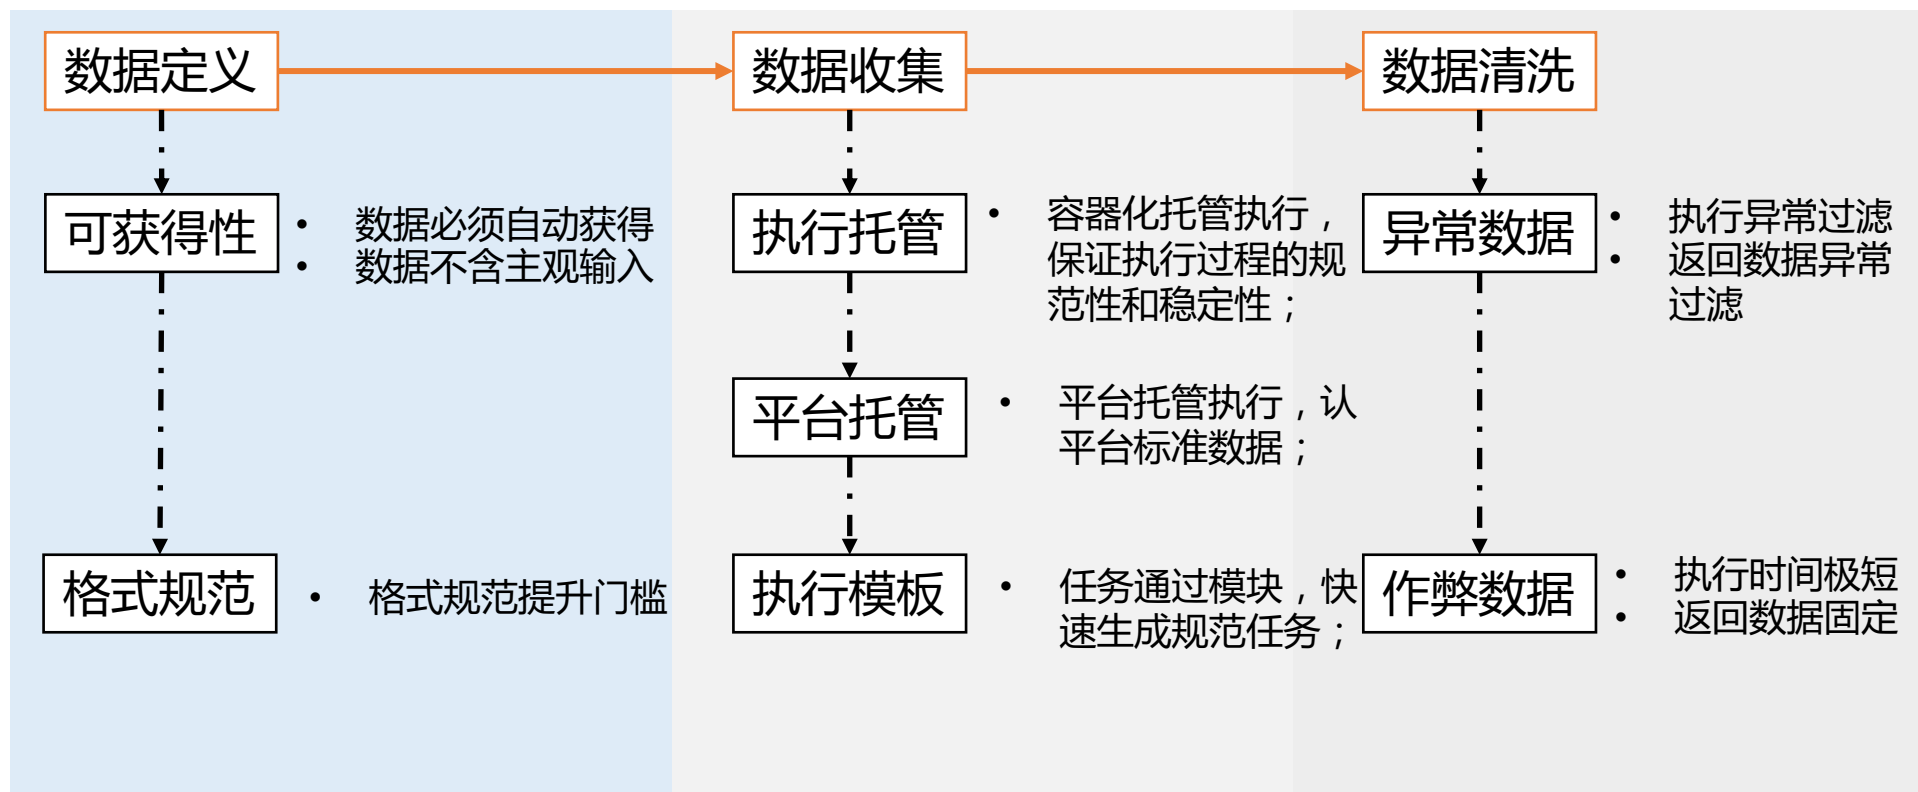 数据定义
数据收集
数据清洗
可获得性
• 数据必须自动获得
• 数据不含主观输入
格式规范
• 格式规范提升门槛
执行托管
• 容器化托管执行，
保证执行过程的规
范性和稳定性；
平台托管
• 平台托管执行，认
平台标准数据；
执行模板
• 任务通过模块，快
速生成规范任务；
异常数据
• 执行异常过滤
• 返回数据异常
过滤
作弊数据
• 执行时间极短
• 返回数据固定